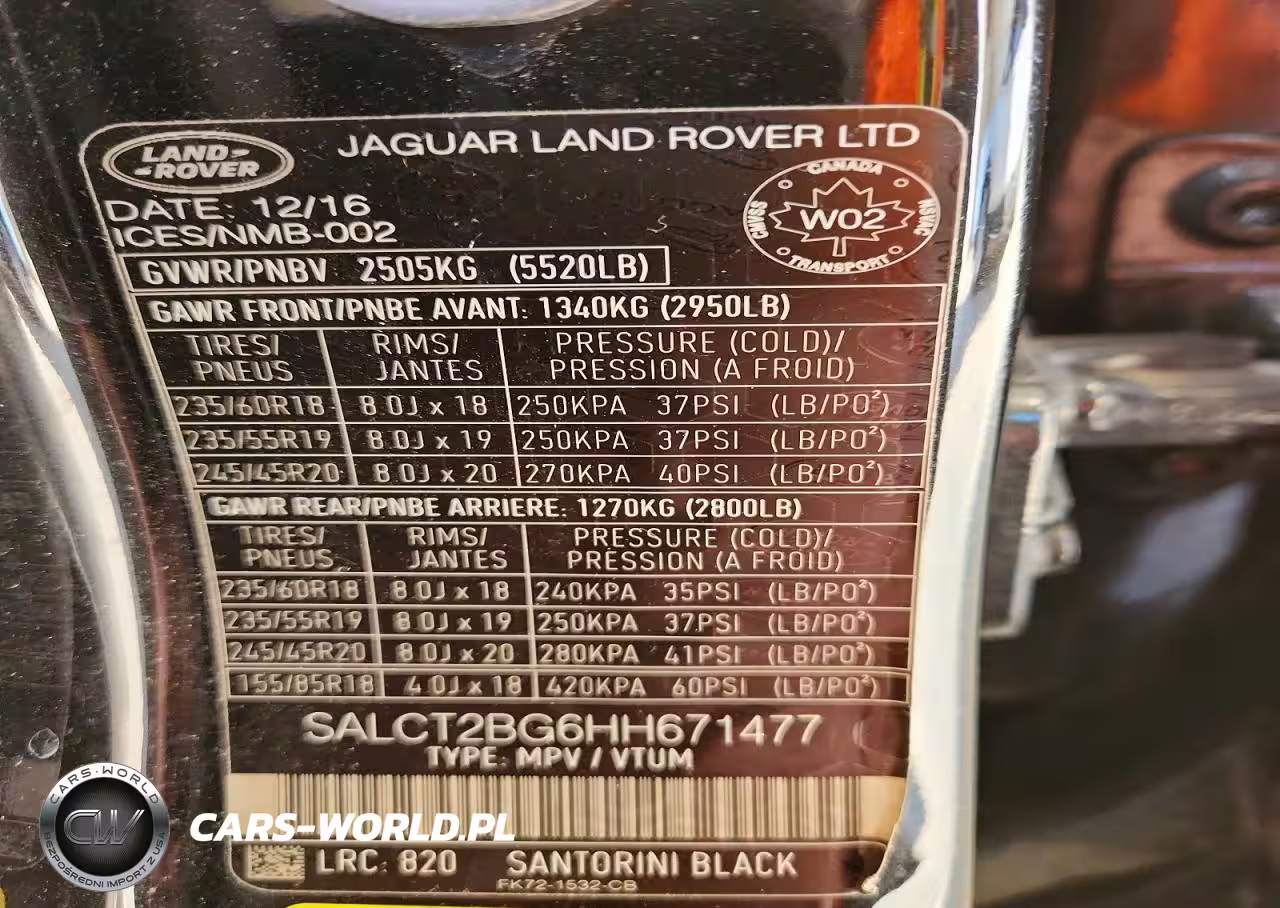 LAND-
-ROVER
JAGUAR LAND ROVER LTD
DATE: 12/16
ICES/NMB-002
CANADA
CMVSS
W02
NSVAC
TRANSPORT
GVWR/PNBV 2505KG (5520LB)
GAWR FRONT/PNBE AVANT: 1340KG (2950LB)
TIRES/ RIMS/ PRESSURE (COLD)/
PNEUS JANTES PRESSION (A FROID)
235/60R18 8.0J x 18 250KPA 37PSI (LB/PO²)
235/55R19 8.0J x 19 250KPA 37PSI (LB/PO²)
245/45R20 8.0J x 20 270KPA 40PSI (LB/PO²)
GAWR REAR/PNBE ARRIERE: 1270KG (2800LB)
TIRES/ RIMS/ PRESSURE (COLD)/
PNEUS JANTES PRESSION (A FROID)
235/60R18 8.0J x 18 240KPA 35PSI (LB/PO²)
235/55R19 8.0J x 19 250KPA 37PSI (LB/PO²)
245/45R20 8.0J x 20 280KPA 41PSI (LB/PO²)
155/85R18 4.0J x 18 420KPA 60PSI (LB/PO²)
SALCT2BG6HH671477
TYPE: MPV / VTUM
CARS-WORLD
CW
BEZPOŚREDNI IMPORT Z USA
CARS-WORLD.PL
LRC: 820 SANTORINI BLACK
FK72-1532-CB